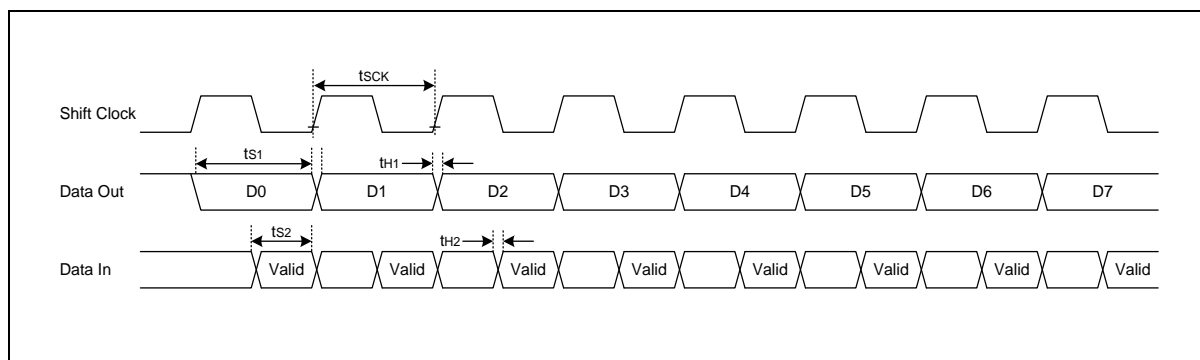 tSCK
Shift Clock
tS1
tH1
Data Out D0 D1 D2 D3 D4 D5 D6 D7
tS2
tH2
Data In Valid Valid Valid Valid Valid Valid Valid Valid